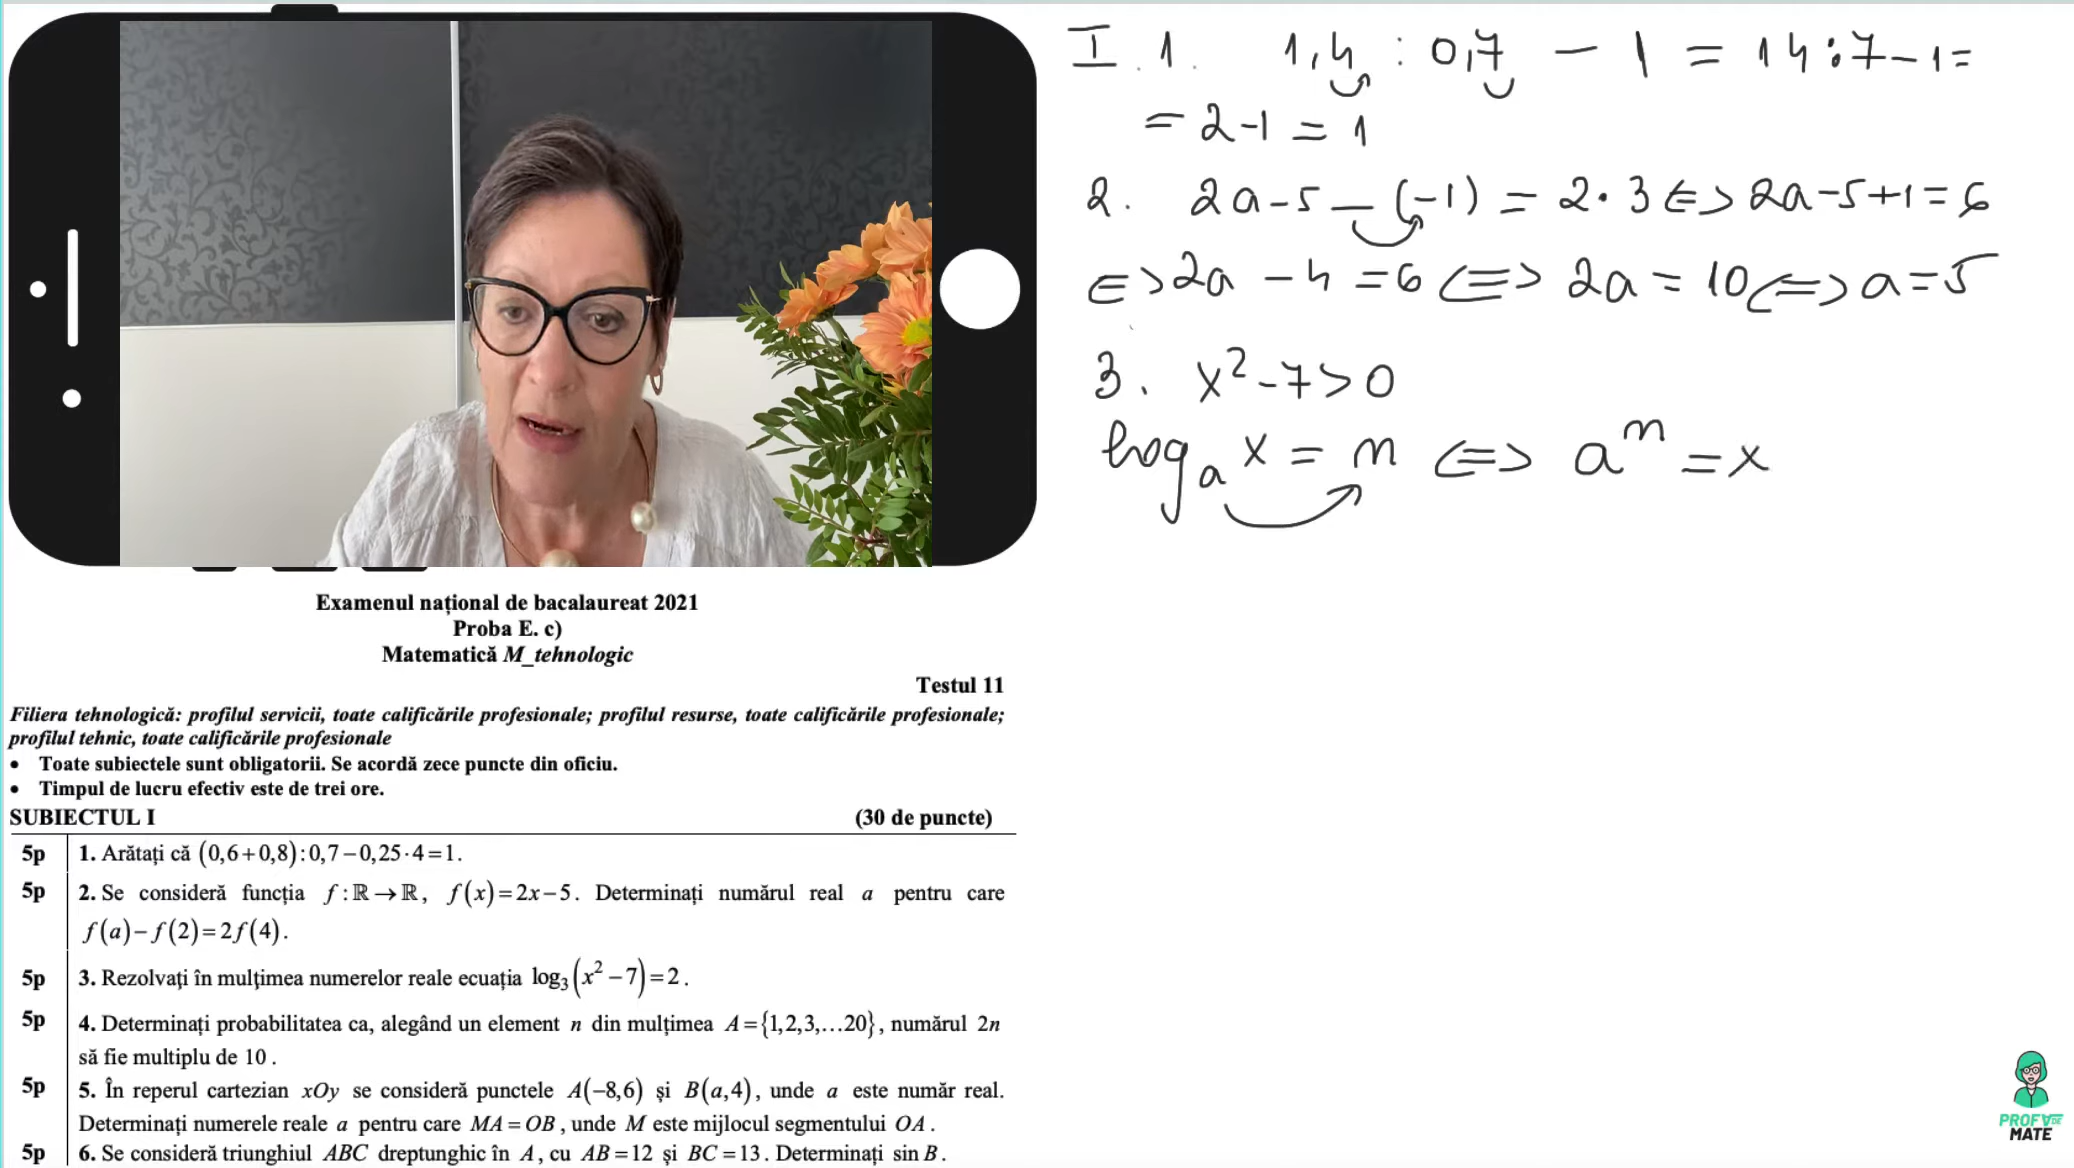 I. 1. 1,4 : 0,7 - 1 = 14:7-1=
= 2-1 = 1
2. 2a-5-(-1) = 2·3 <=> 2a-5+1=6
<=> 2a-4=6 <=> 2a=10 <=> a=5
3. x²-7>0
log_a x = m <=> a^m = x
Examenul național de bacalaureat 2021
Proba E. c)
Matematică M_tehnologic
Testul 11
Filiera tehnologică: profilul servicii, toate calificările profesionale; profilul resurse, toate calificările profesionale;
profilul tehnic, toate calificările profesionale
• Toate subiectele sunt obligatorii. Se acordă zece puncte din oficiu.
• Timpul de lucru efectiv este de trei ore.
SUBIECTUL I (30 de puncte)
5p 1. Arătați că (0,6+0,8):0,7−0,25·4=1.
5p 2. Se consideră funcția f:ℝ→ℝ, f(x)=2x−5. Determinați numărul real a pentru care
f(a)−f(2)=2f(4).
5p 3. Rezolvați în mulțimea numerelor reale ecuația log₃(x²−7)=2.
5p 4. Determinați probabilitatea ca, alegând un element n din mulțimea A={1,2,3,…20}, numărul 2n
să fie multiplu de 10.
5p 5. În reperul cartezian xOy se consideră punctele A(−8,6) și B(a,4), unde a este număr real.
Determinați numerele reale a pentru care MA=OB, unde M este mijlocul segmentului OA.
5p 6. Se consideră triunghiul ABC dreptunghic în A, cu AB=12 și BC=13. Determinați sin B.
PROFA DE
MATE